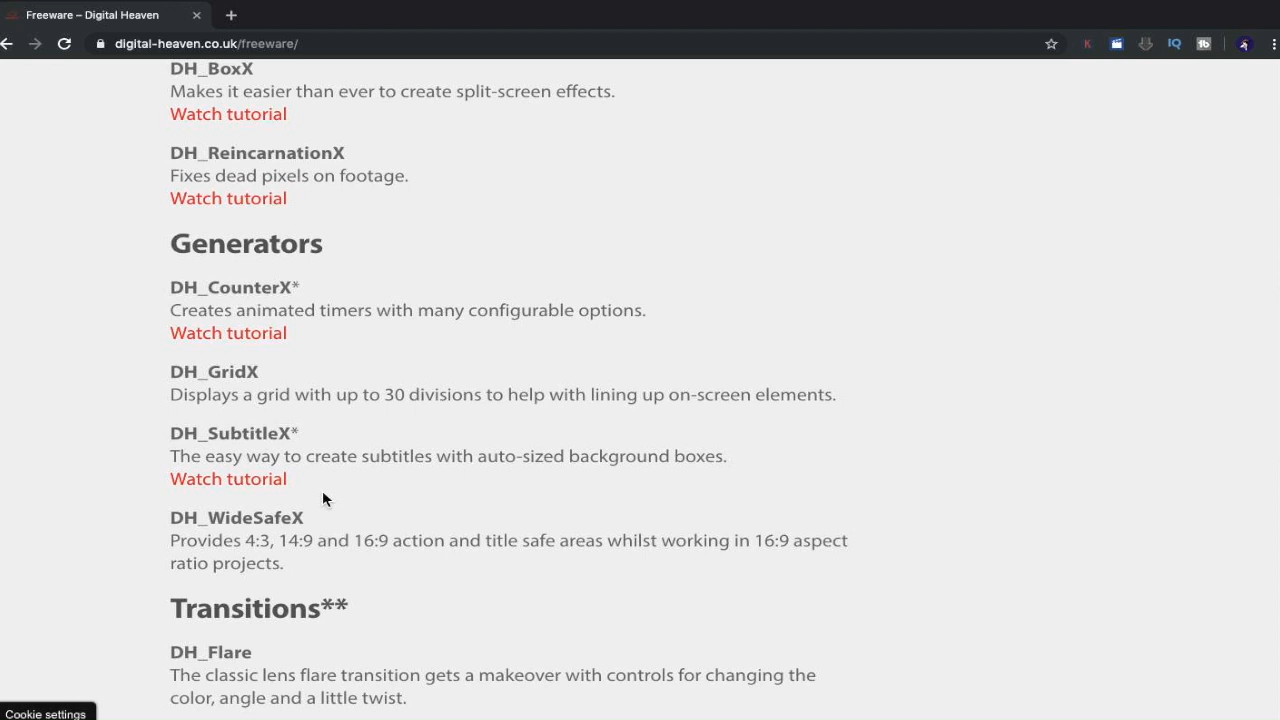 Freeware – Digital Heaven
digital-heaven.co.uk/freeware/
DH_BoxX
Makes it easier than ever to create split-screen effects.
Watch tutorial
DH_ReincarnationX
Fixes dead pixels on footage.
Watch tutorial
Generators
DH_CounterX*
Creates animated timers with many configurable options.
Watch tutorial
DH_GridX
Displays a grid with up to 30 divisions to help with lining up on-screen elements.
DH_SubtitleX*
The easy way to create subtitles with auto-sized background boxes.
Watch tutorial
DH_WideSafeX
Provides 4:3, 14:9 and 16:9 action and title safe areas whilst working in 16:9 aspect
ratio projects.
Transitions**
DH_Flare
The classic lens flare transition gets a makeover with controls for changing the
color, angle and a little twist.
Cookie settings